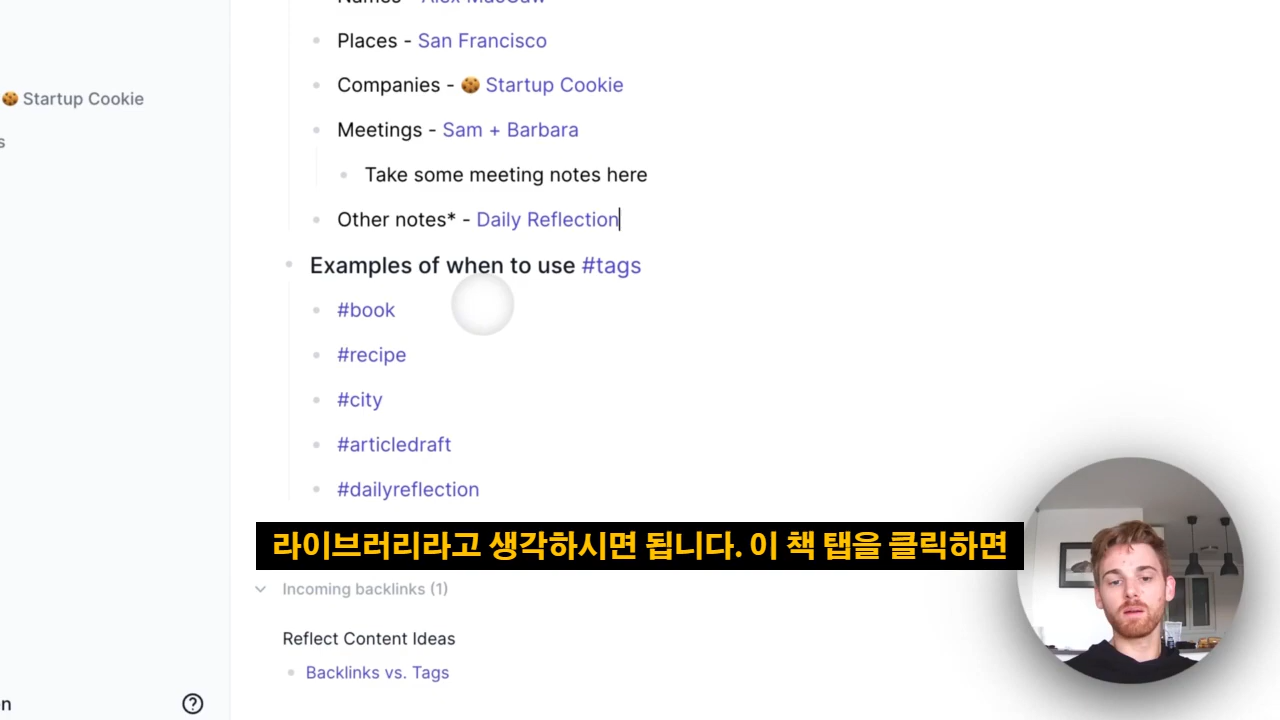 Names - Alex MacCaw
Places - San Francisco
Startup Cookie
Companies - 🍪 Startup Cookie
Meetings - Sam + Barbara
s
Take some meeting notes here
Other notes* - Daily Reflection
Examples of when to use #tags
#book
#recipe
#city
#articledraft
#dailyreflection
라이브러리라고 생각하시면 됩니다. 이 책 탭을 클릭하면
Incoming backlinks (1)
Reflect Content Ideas
Backlinks vs. Tags
n